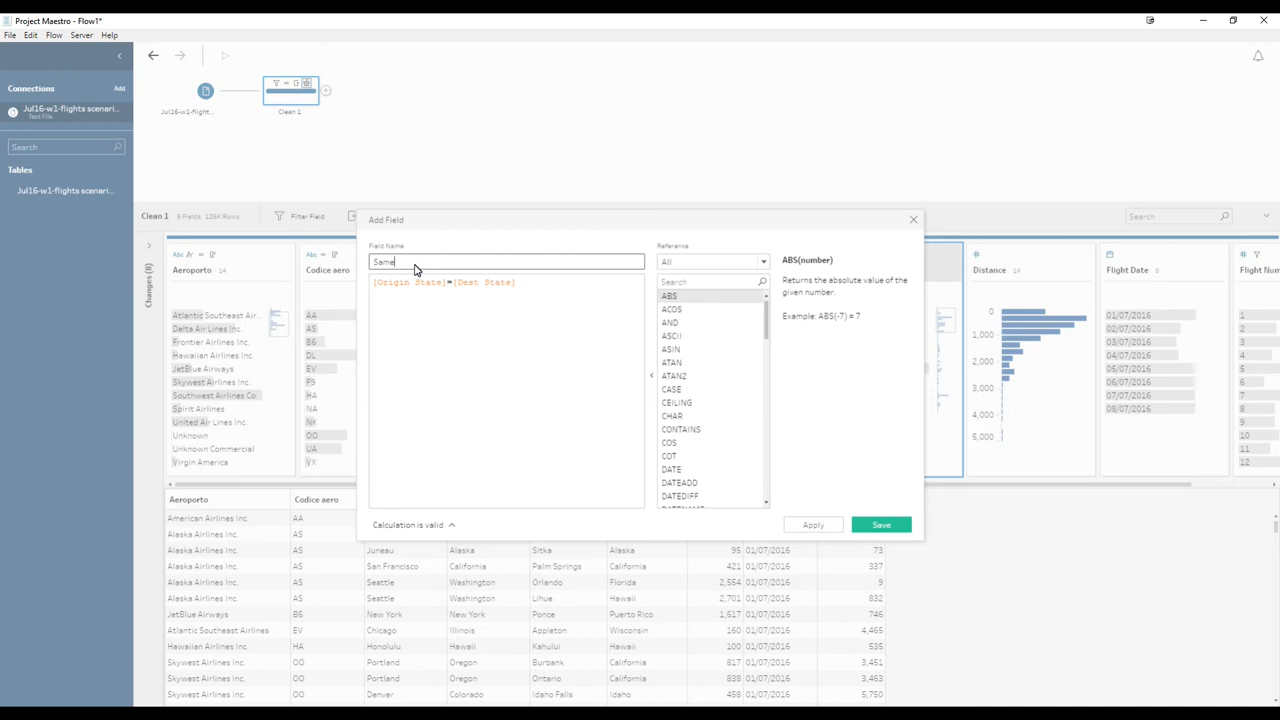 Project Maestro - Flow1*
File Edit Flow Server Help
Connections Add
Jul16-w1-flights scenari...
Text File
Search
Tables
Jul16-w1-flights scenari...
Jul16-w1-flight...
Clean 1
Clean 1 9 Fields 126K Rows
Filter Field
Search
Changes (8)
Abc
Aeroporto 14
Atlantic Southeast Air...
Delta Air Lines Inc.
Frontier Airlines Inc.
Hawaiian Airlines Inc.
JetBlue Airways
Skywest Airlines Inc.
Southwest Airlines Co.
Spirit Airlines
United Air Lines Inc.
Unknown
Unknown Commercial
Virgin America
Abc
Codice aero
AA
AS
B6
DL
EV
F9
HA
NA
NK
OO
UA
VX
Add Field
Field Name
Same
[Origin State]=[Dest State]
Calculation is valid
Reference
All
Search
ABS
ACOS
AND
ASCII
ASIN
ATAN
ATAN2
CASE
CEILING
CHAR
CONTAINS
COS
COT
DATE
DATEADD
DATEDIFF
ABS(number)
Returns the absolute value of the
given number.
Example: ABS(-7) = 7
Apply Save
Distance 1K
0
1,000
2,000
3,000
4,000
5,000
Flight Date 8
01/07/2016
02/07/2016
03/07/2016
04/07/2016
05/07/2016
06/07/2016
07/07/2016
08/07/2016
Flight Num
1
2
3
4
5
6
7
8
9
10
11
12
Aeroporto Codice aero
American Airlines Inc. AA
Alaska Airlines Inc. AS
Alaska Airlines Inc. AS Juneau Alaska Sitka Alaska 95 01/07/2016 73
Alaska Airlines Inc. AS San Francisco California Palm Springs California 421 01/07/2016 337
Alaska Airlines Inc. AS Seattle Washington Orlando Florida 2,554 01/07/2016 9
Alaska Airlines Inc. AS Seattle Washington Lihue Hawaii 2,701 01/07/2016 832
JetBlue Airways B6 New York New York Ponce Puerto Rico 1,617 01/07/2016 746
Atlantic Southeast Airlines EV Chicago Illinois Appleton Wisconsin 160 01/07/2016 4,465
Hawaiian Airlines Inc. HA Honolulu Hawaii Kahului Hawaii 100 01/07/2016 535
Skywest Airlines Inc. OO Portland Oregon Burbank California 817 01/07/2016 3,451
Skywest Airlines Inc. OO Portland Oregon Ontario California 838 01/07/2016 3,463
Skywest Airlines Inc. OO Denver Colorado Idaho Falls Idaho 458 01/07/2016 5,750